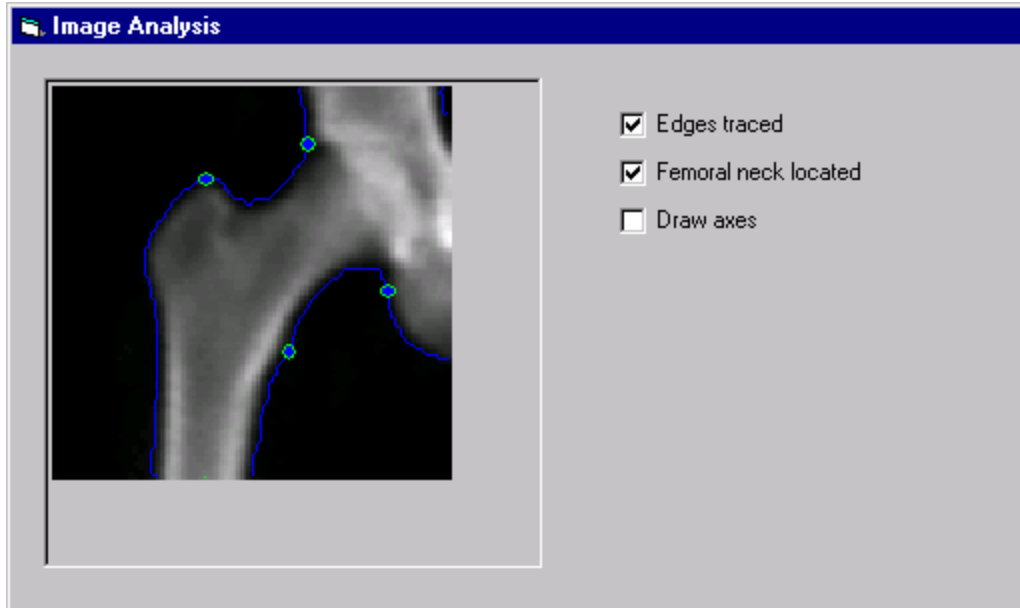 Image Analysis
Edges traced
Femoral neck located
Draw axes